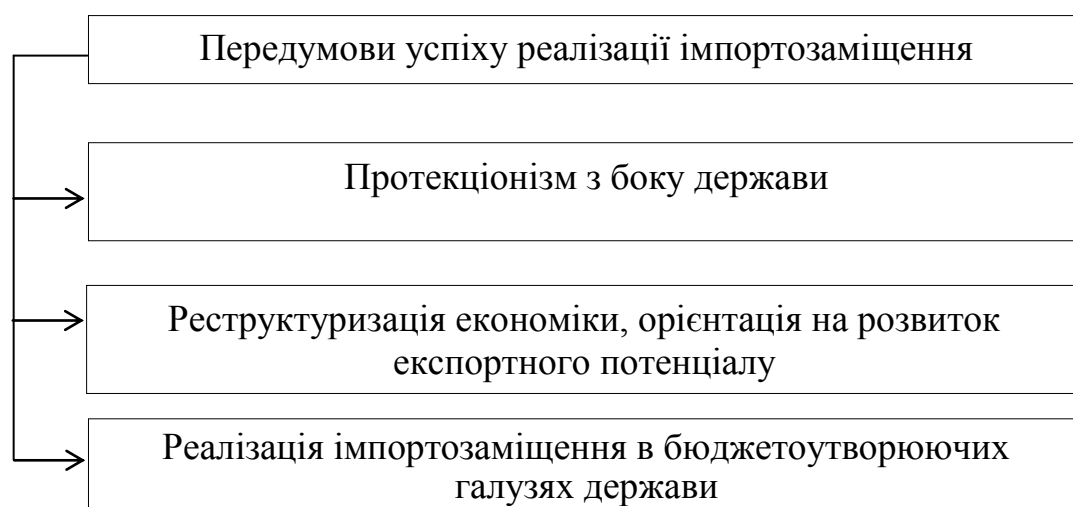 Передумови успіху реалізації імпортозаміщення
Протекціонізм з боку держави
Реструктуризація економіки, орієнтація на розвиток
експортного потенціалу
Реалізація імпортозаміщення в бюджетоутворюючих
галузях держави